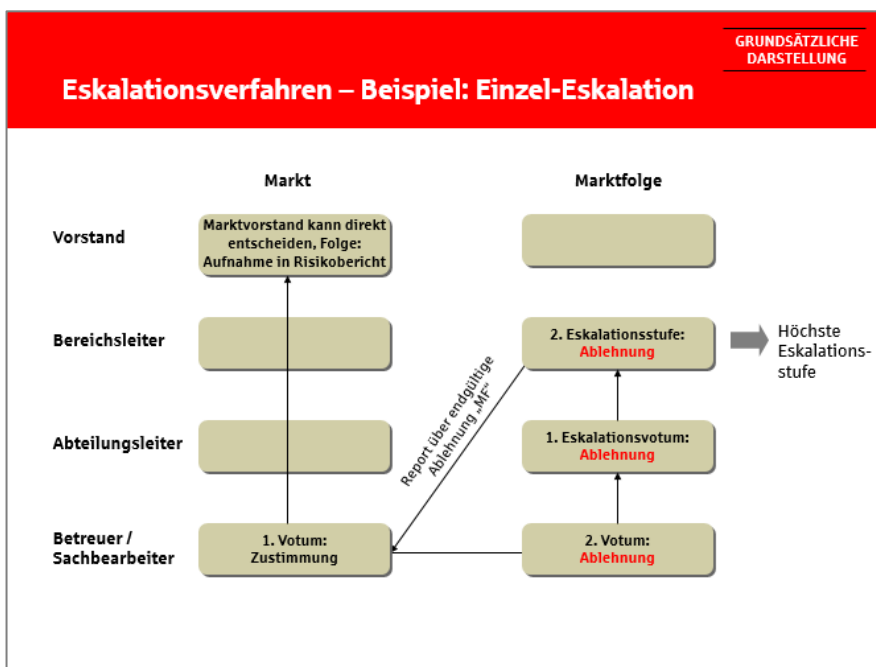 GRUNDSÄTZLICHE
DARSTELLUNG
Eskalationsverfahren – Beispiel: Einzel-Eskalation
Markt
Marktfolge
Vorstand
Marktvorstand kann direkt
entscheiden, Folge:
Aufnahme in Risikobericht
Bereichsleiter
2. Eskalationsstufe:
Ablehnung
Höchste
Eskalations-
stufe
Report über endgültige
Ablehnung „MF“
Abteilungsleiter
1. Eskalationsvotum:
Ablehnung
Betreuer /
Sachbearbeiter
1. Votum:
Zustimmung
2. Votum:
Ablehnung